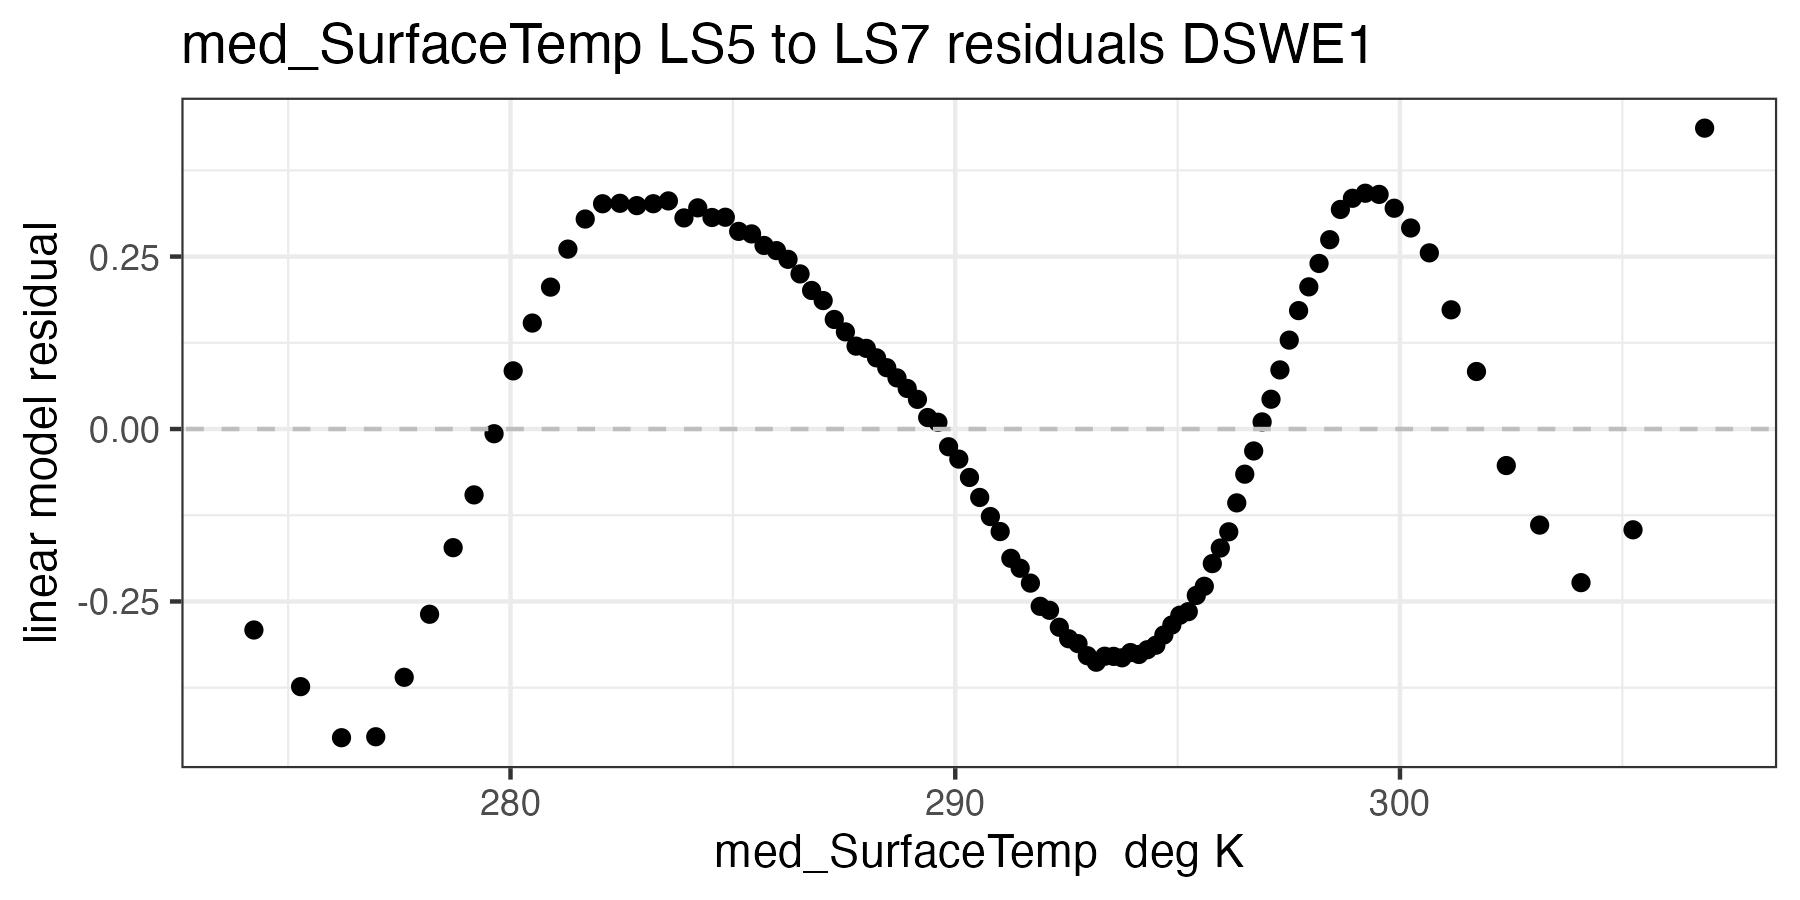 med_SurfaceTemp LS5 to LS7 residuals DSWE1
linear model residual
0.25
0.00
-0.25
280
290
300
med_SurfaceTemp  deg K